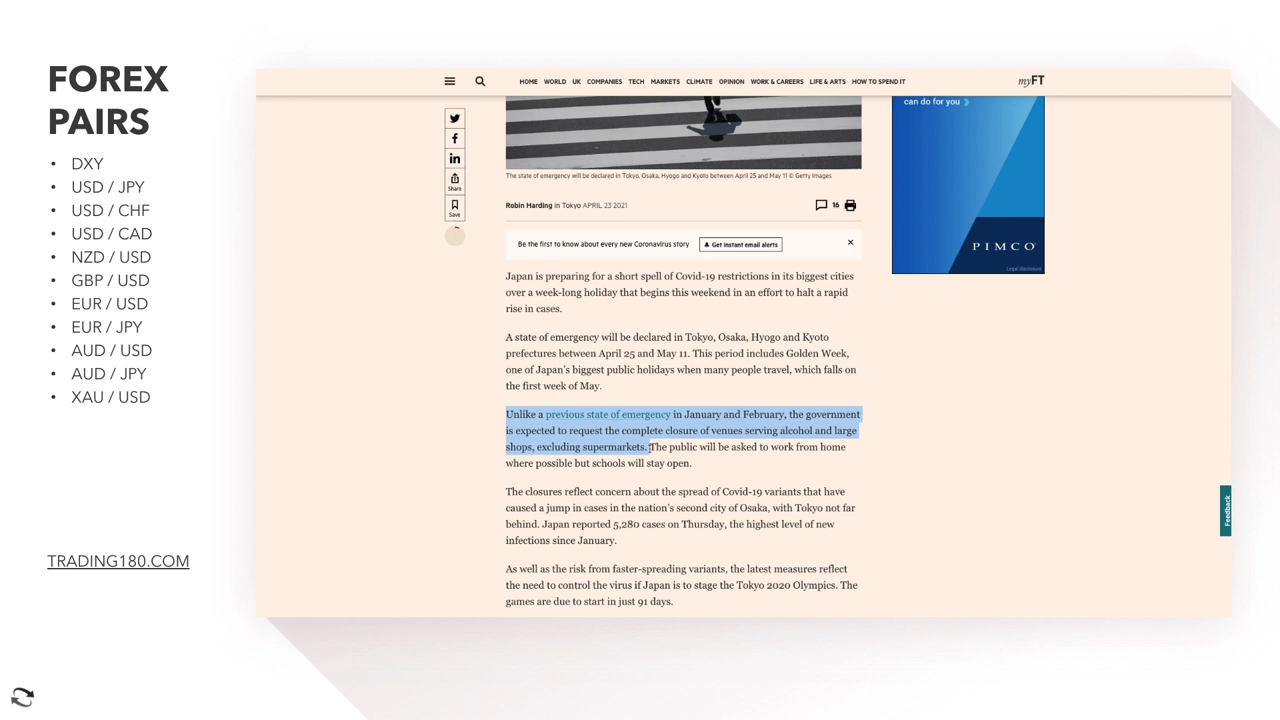 FOREX
PAIRS
• DXY
• USD / JPY
• USD / CHF
• USD / CAD
• NZD / USD
• GBP / USD
• EUR / USD
• EUR / JPY
• AUD / USD
• AUD / JPY
• XAU / USD
TRADING180.COM
HOME WORLD UK COMPANIES TECH MARKETS CLIMATE OPINION WORK & CAREERS LIFE & ARTS HOW TO SPEND IT
myFT
can do for you
Share
Save
The state of emergency will be declared in Tokyo, Osaka, Hyogo and Kyoto between April 25 and May 11 © Getty Images
Robin Harding in Tokyo APRIL 23 2021
16
Be the first to know about every new Coronavirus story
Get instant email alerts
PIMCO
Legal disclosure
Japan is preparing for a short spell of Covid-19 restrictions in its biggest cities
over a week-long holiday that begins this weekend in an effort to halt a rapid
rise in cases.
A state of emergency will be declared in Tokyo, Osaka, Hyogo and Kyoto
prefectures between April 25 and May 11. This period includes Golden Week,
one of Japan's biggest public holidays when many people travel, which falls on
the first week of May.
Unlike a previous state of emergency in January and February, the government
is expected to request the complete closure of venues serving alcohol and large
shops, excluding supermarkets. The public will be asked to work from home
where possible but schools will stay open.
The closures reflect concern about the spread of Covid-19 variants that have
caused a jump in cases in the nation's second city of Osaka, with Tokyo not far
behind. Japan reported 5,280 cases on Thursday, the highest level of new
infections since January.
As well as the risk from faster-spreading variants, the latest measures reflect
the need to control the virus if Japan is to stage the Tokyo 2020 Olympics. The
games are due to start in just 91 days.
Feedback